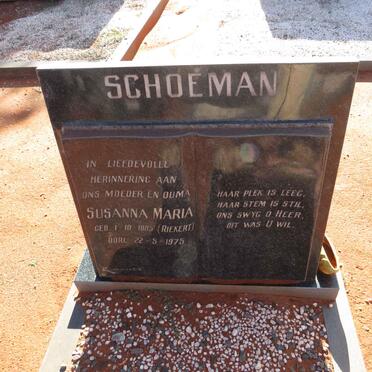 SCHOEMAN
IN LIEFDEVOLLE
HERINNERING AAN
ONS MOEDER EN OUMA
SUSANNA MARIA
GEB. 1-10-1885 (RIEKERT)
OORL. 22-5-1975
HAAR PLEK IS LEEG,
HAAR STEM IS STIL,
ONS SWYG O HEER,
DIT WAS U WIL.